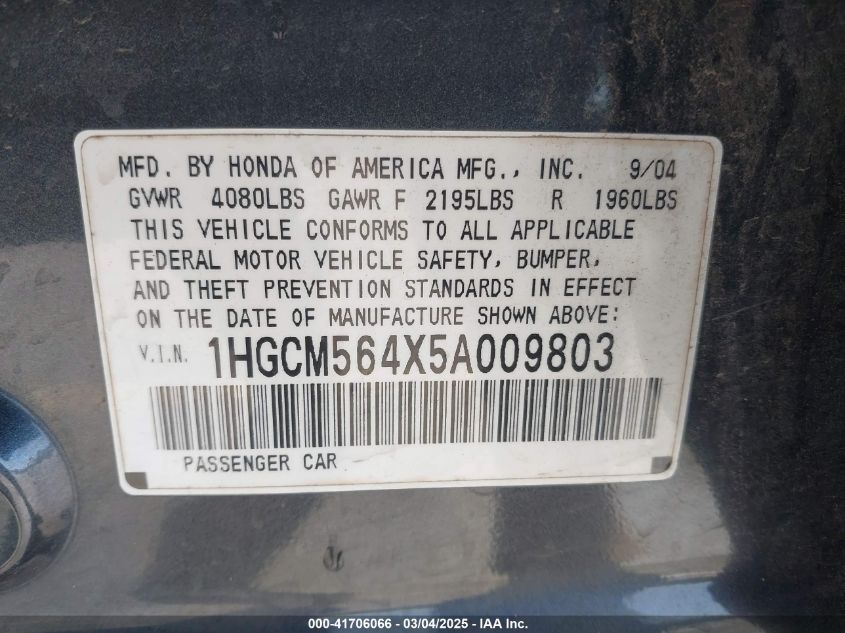 MFD. BY HONDA OF AMERICA MFG., INC. 9/04
GVWR 4080LBS GAWR F 2195LBS R 1960LBS
THIS VEHICLE CONFORMS TO ALL APPLICABLE
FEDERAL MOTOR VEHICLE SAFETY, BUMPER,
AND THEFT PREVENTION STANDARDS IN EFFECT
ON THE DATE OF MANUFACTURE SHOWN ABOVE:
V.I.N. 1HGCM564X5A009803
PASSENGER CAR
000-41706066 - 03/04/2025 - IAA Inc.